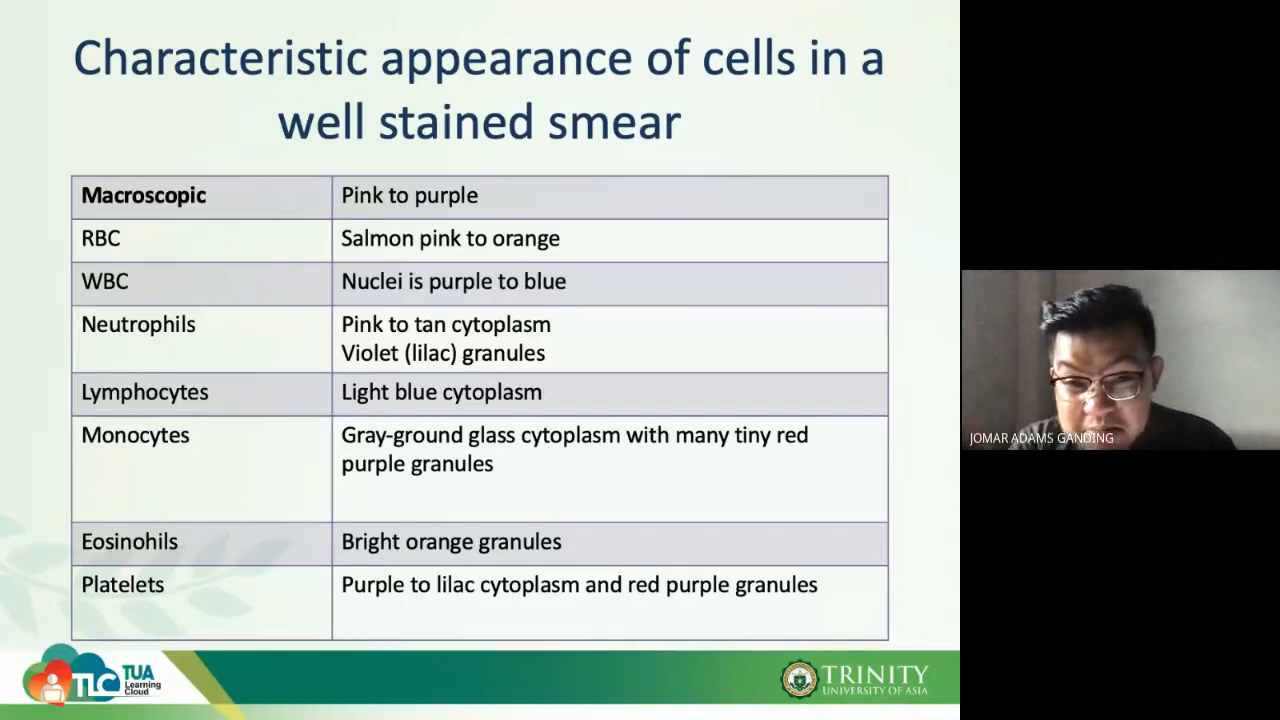 Characteristic appearance of cells in a
well stained smear
Macroscopic
Pink to purple
RBC
Salmon pink to orange
WBC
Nuclei is purple to blue
Neutrophils
Pink to tan cytoplasm
Violet (lilac) granules
Lymphocytes
Light blue cytoplasm
Monocytes
Gray-ground glass cytoplasm with many tiny red
purple granules
Eosinohils
Bright orange granules
Platelets
Purple to lilac cytoplasm and red purple granules
TLC
TUA
Learning
Cloud
TRINITY
UNIVERSITY OF ASIA
JOMAR ADAMS GANDING